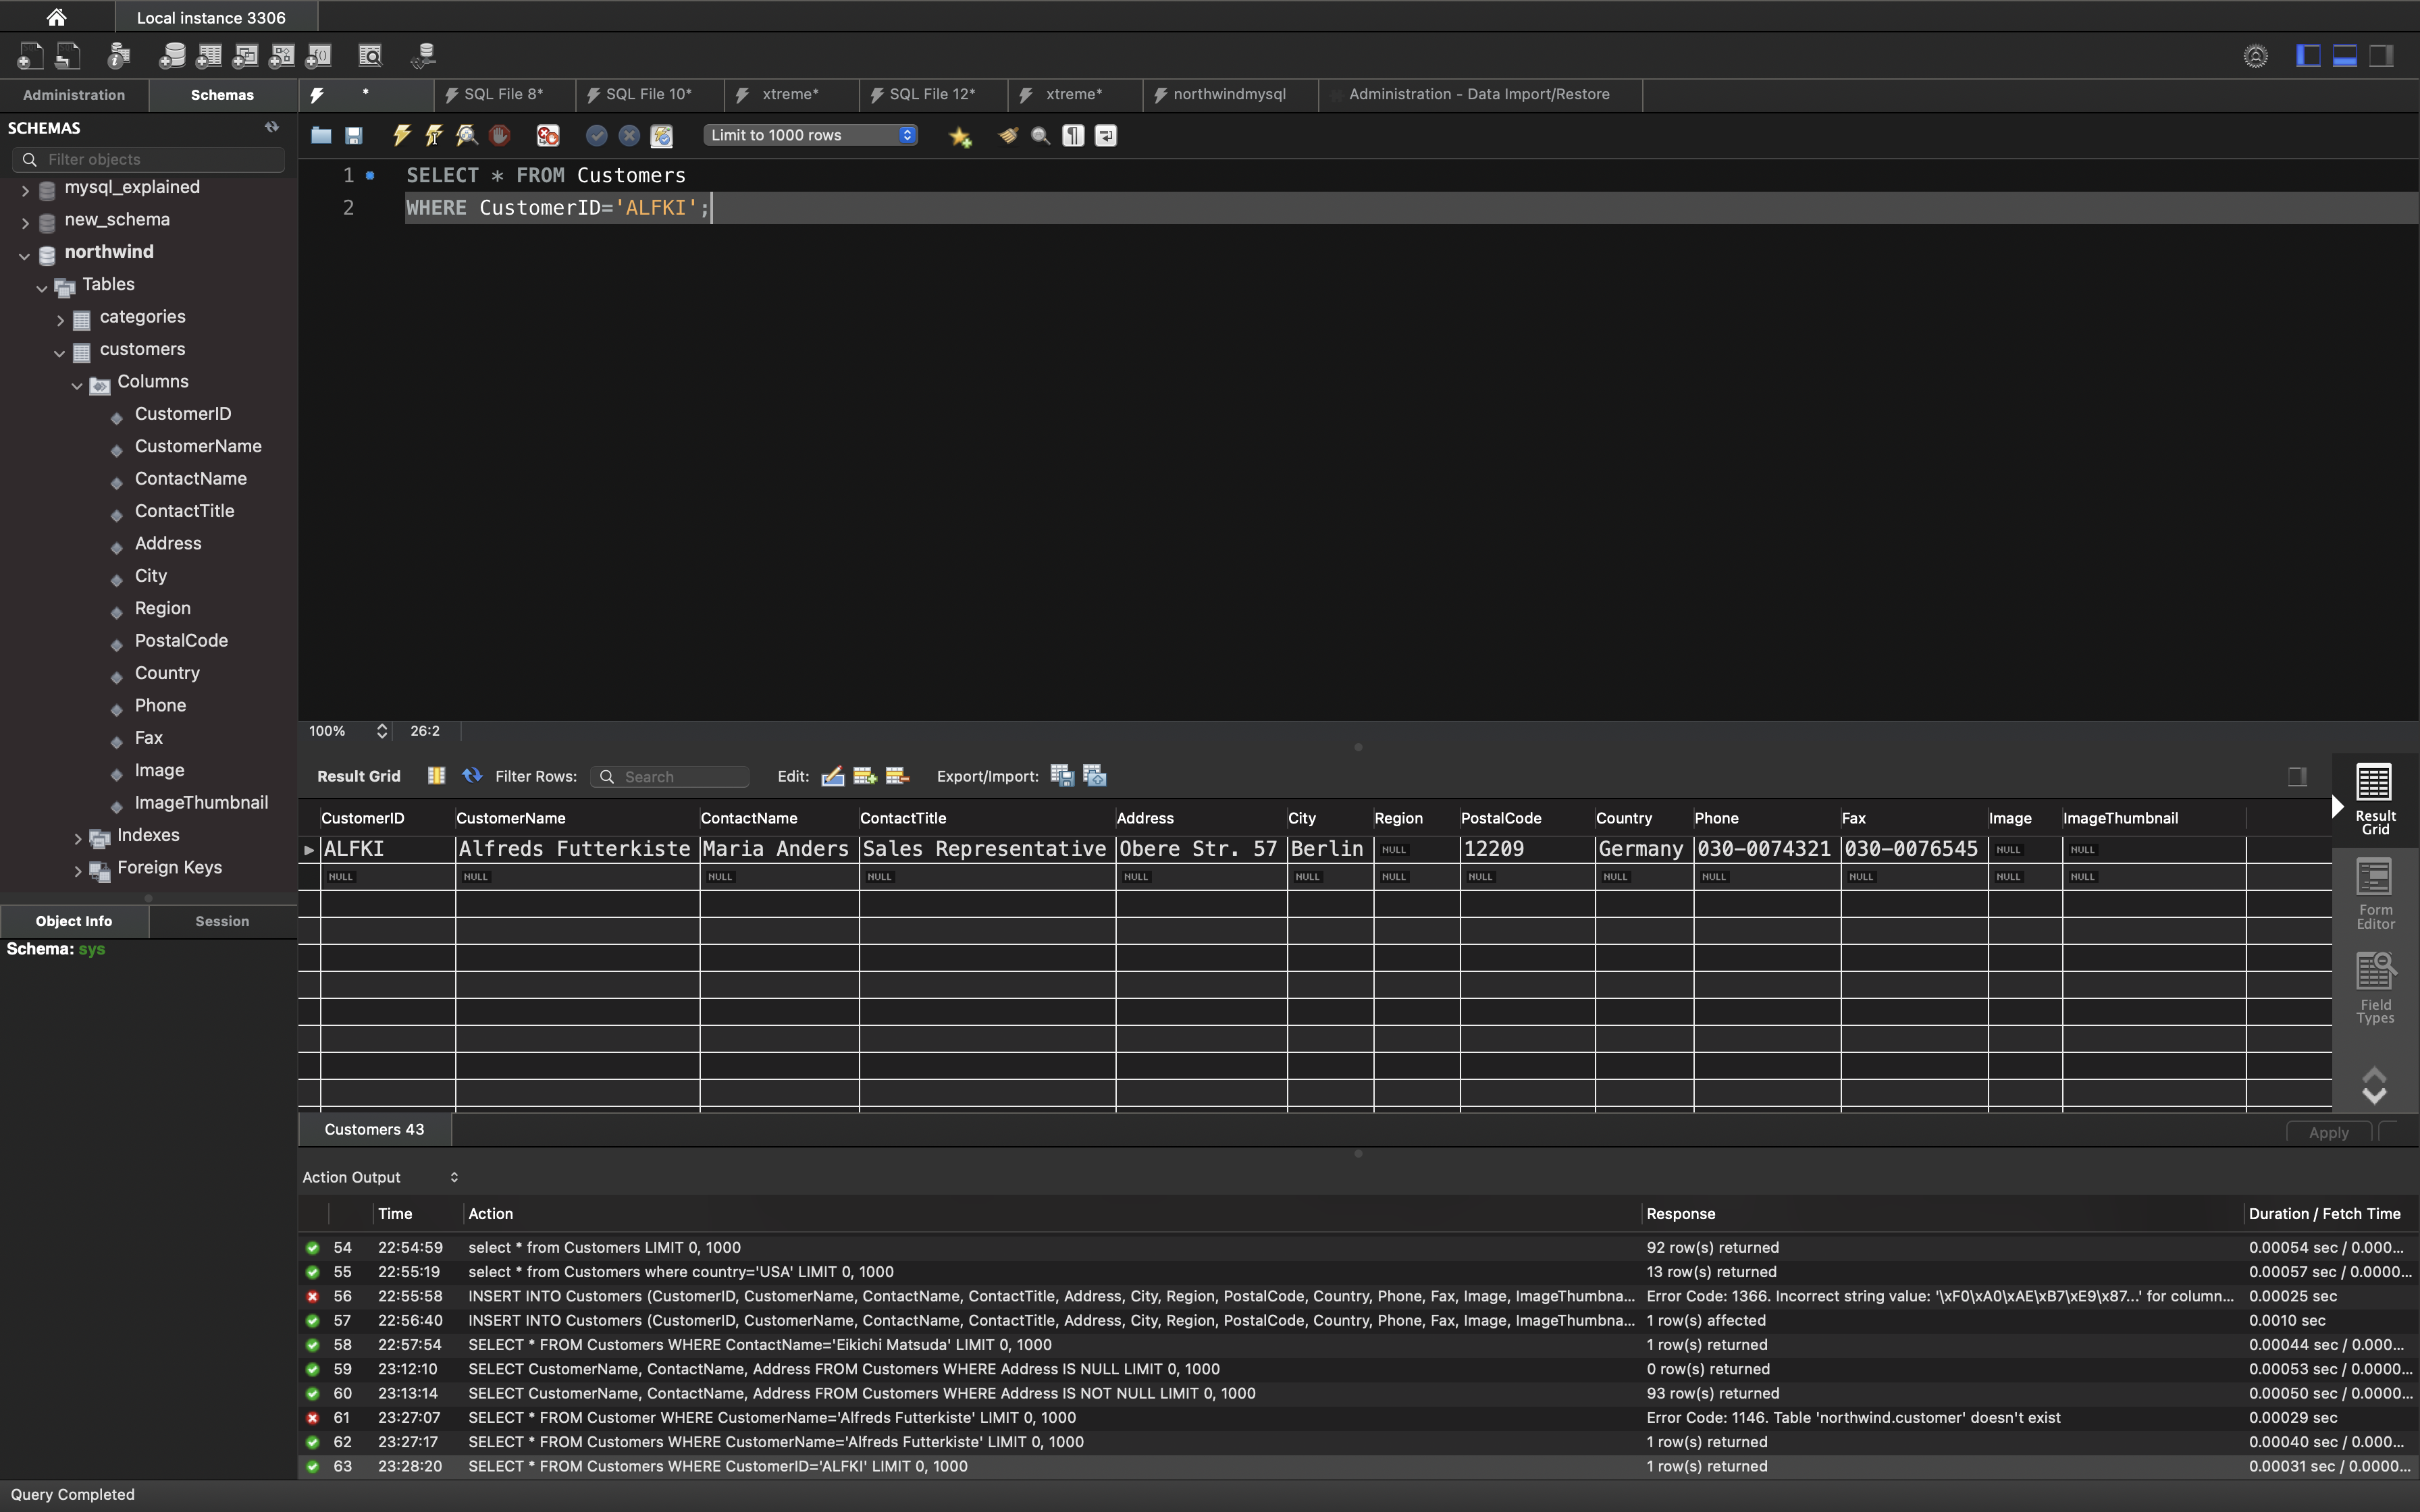 Local instance 3306
Administration
Schemas
*
SQL File 8*
SQL File 10*
xtreme*
SQL File 12*
xtreme*
northwindmysql
Administration - Data Import/Restore
SCHEMAS
Filter objects
mysql_explained
new_schema
northwind
Tables
categories
customers
Columns
CustomerID
CustomerName
ContactName
ContactTitle
Address
City
Region
PostalCode
Country
Phone
Fax
Image
ImageThumbnail
Indexes
Foreign Keys
Object Info
Session
Schema: sys
Limit to 1000 rows
1 SELECT * FROM Customers
2 WHERE CustomerID='ALFKI';
100% 26:2
Result Grid Filter Rows: Search Edit: Export/Import:
CustomerID CustomerName ContactName ContactTitle Address City Region PostalCode Country Phone Fax Image ImageThumbnail
ALFKI Alfreds Futterkiste Maria Anders Sales Representative Obere Str. 57 Berlin NULL 12209 Germany 030-0074321 030-0076545 NULL NULL
NULL NULL NULL NULL NULL NULL NULL NULL NULL NULL NULL NULL NULL
Result
Grid
Form
Editor
Field
Types
Customers 43
Apply
Action Output
Time Action Response Duration / Fetch Time
54 22:54:59 select * from Customers LIMIT 0, 1000 92 row(s) returned 0.00054 sec / 0.000...
55 22:55:19 select * from Customers where country='USA' LIMIT 0, 1000 13 row(s) returned 0.00057 sec / 0.0000...
56 22:55:58 INSERT INTO Customers (CustomerID, CustomerName, ContactName, ContactTitle, Address, City, Region, PostalCode, Country, Phone, Fax, Image, ImageThumbna... Error Code: 1366. Incorrect string value: '\xF0\xA0\xAE\xB7\xE9\x87...' for column... 0.00025 sec
57 22:56:40 INSERT INTO Customers (CustomerID, CustomerName, ContactName, ContactTitle, Address, City, Region, PostalCode, Country, Phone, Fax, Image, ImageThumbna... 1 row(s) affected 0.0010 sec
58 22:57:54 SELECT * FROM Customers WHERE ContactName='Eikichi Matsuda' LIMIT 0, 1000 1 row(s) returned 0.00044 sec / 0.000...
59 23:12:10 SELECT CustomerName, ContactName, Address FROM Customers WHERE Address IS NULL LIMIT 0, 1000 0 row(s) returned 0.00053 sec / 0.0000...
60 23:13:14 SELECT CustomerName, ContactName, Address FROM Customers WHERE Address IS NOT NULL LIMIT 0, 1000 93 row(s) returned 0.00050 sec / 0.0000...
61 23:27:07 SELECT * FROM Customer WHERE CustomerName='Alfreds Futterkiste' LIMIT 0, 1000 Error Code: 1146. Table 'northwind.customer' doesn't exist 0.00029 sec
62 23:27:17 SELECT * FROM Customers WHERE CustomerName='Alfreds Futterkiste' LIMIT 0, 1000 1 row(s) returned 0.00040 sec / 0.000...
63 23:28:20 SELECT * FROM Customers WHERE CustomerID='ALFKI' LIMIT 0, 1000 1 row(s) returned 0.00031 sec / 0.0000...
Query Completed